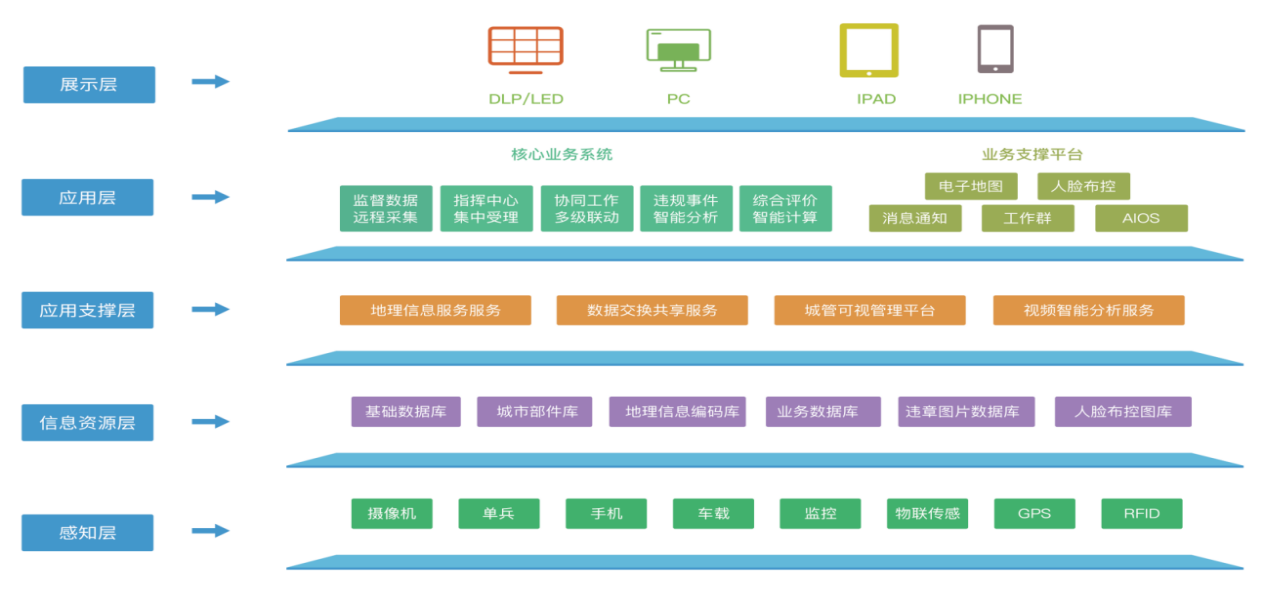 展示层
DLP/LED
PC
IPAD
IPHONE
应用层
核心业务系统
监督数据
远程采集
指挥中心
集中受理
协同工作
多级联动
违规事件
智能分析
综合评价
智能计算
业务支撑平台
电子地图
人脸布控
消息通知
工作群
AIOS
应用支撑层
地理信息服务服务
数据交换共享服务
城管可视管理平台
视频智能分析服务
信息资源层
基础数据库
城市部件库
地理信息编码库
业务数据库
违章图片数据库
人脸布控图库
感知层
摄像机
单兵
手机
车载
监控
物联传感
GPS
RFID